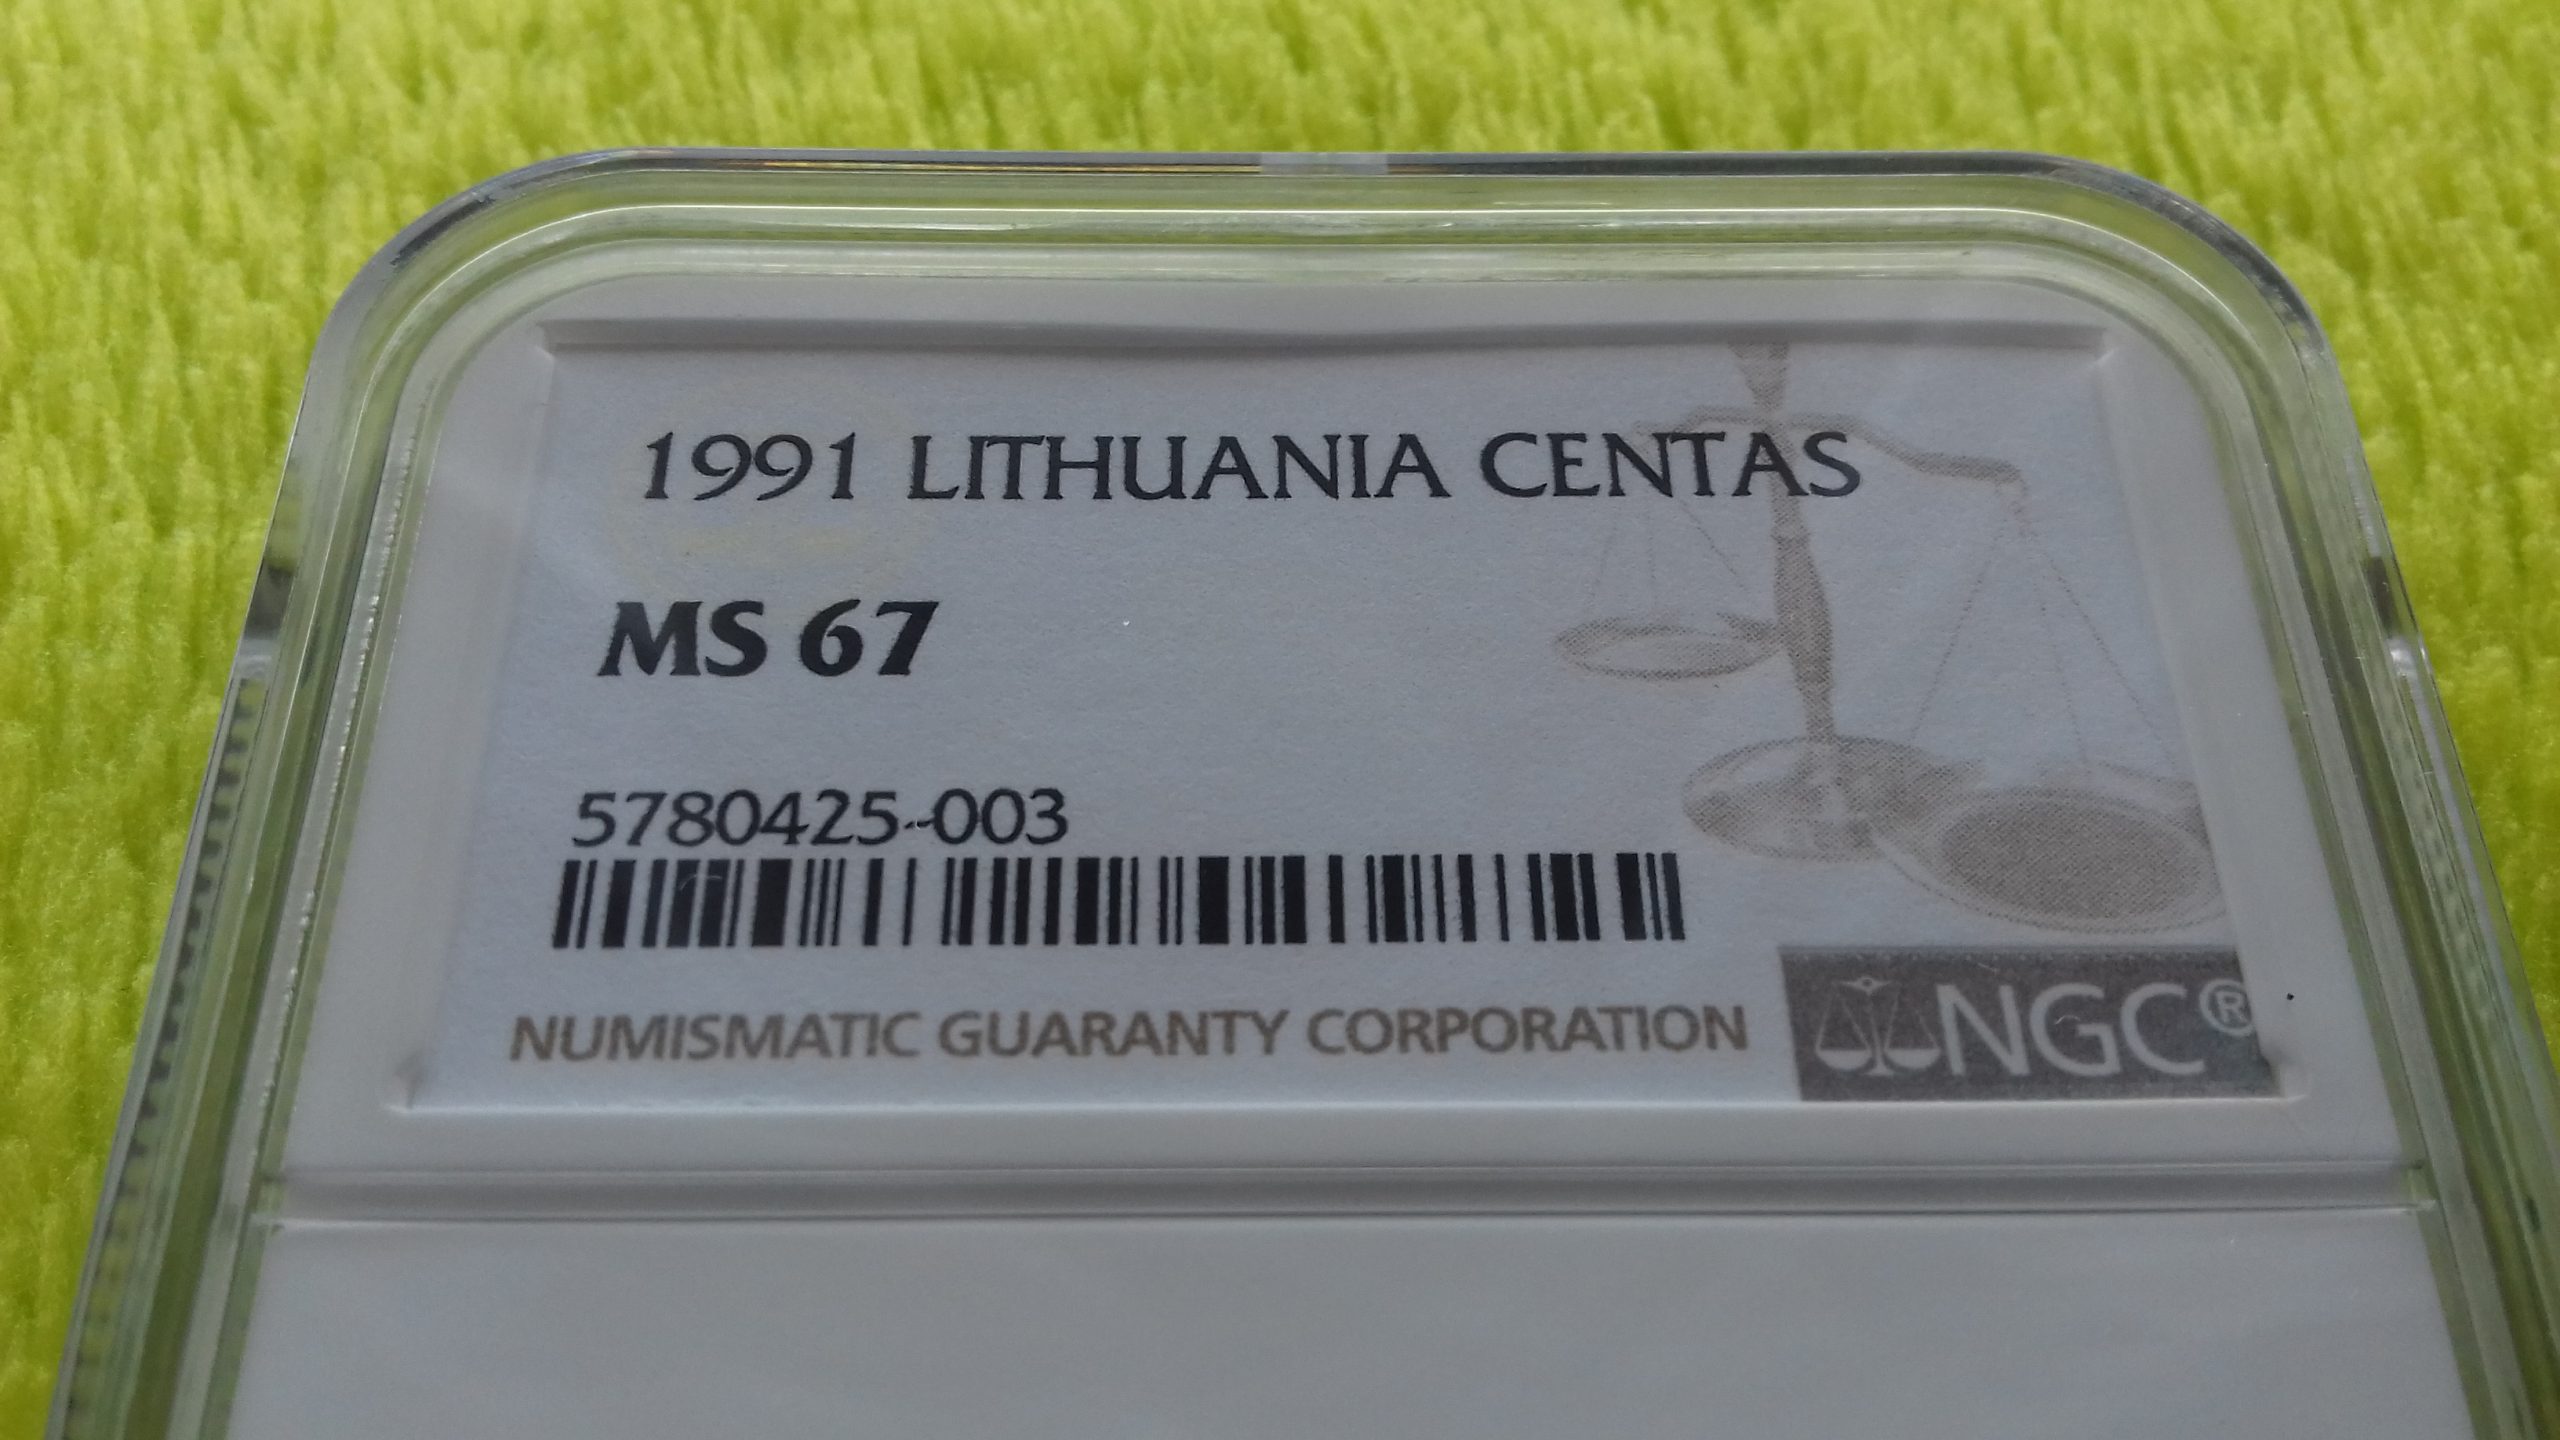 1991 LITHUANIA CENTAS
MS 67
5780425-003
NUMISMATIC GUARANTY CORPORATION
NGC®